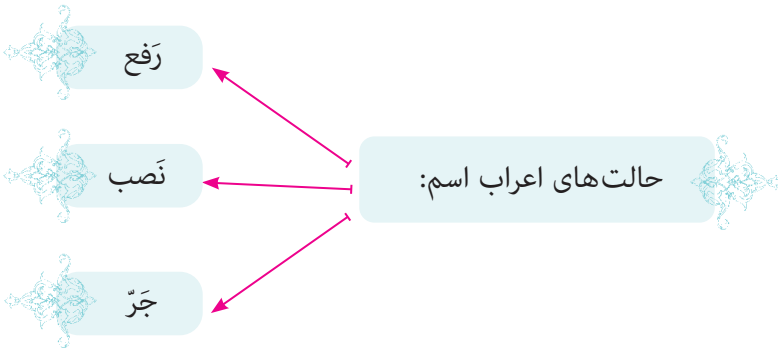 حالت‌های اعراب اسم:
رَفع
نَصب
جَرّ